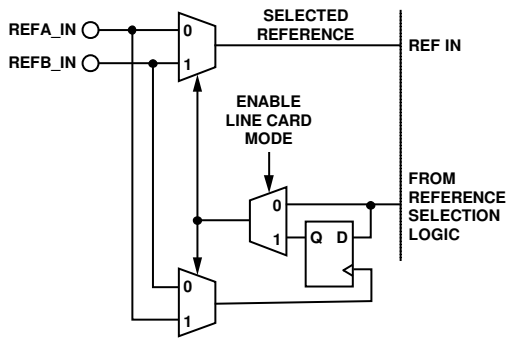 SELECTED
REFERENCE
REFA_IN
0
REFB_IN
1
REF IN
ENABLE
LINE CARD
MODE
0
1
Q D
FROM
REFERENCE
SELECTION
LOGIC
0
1